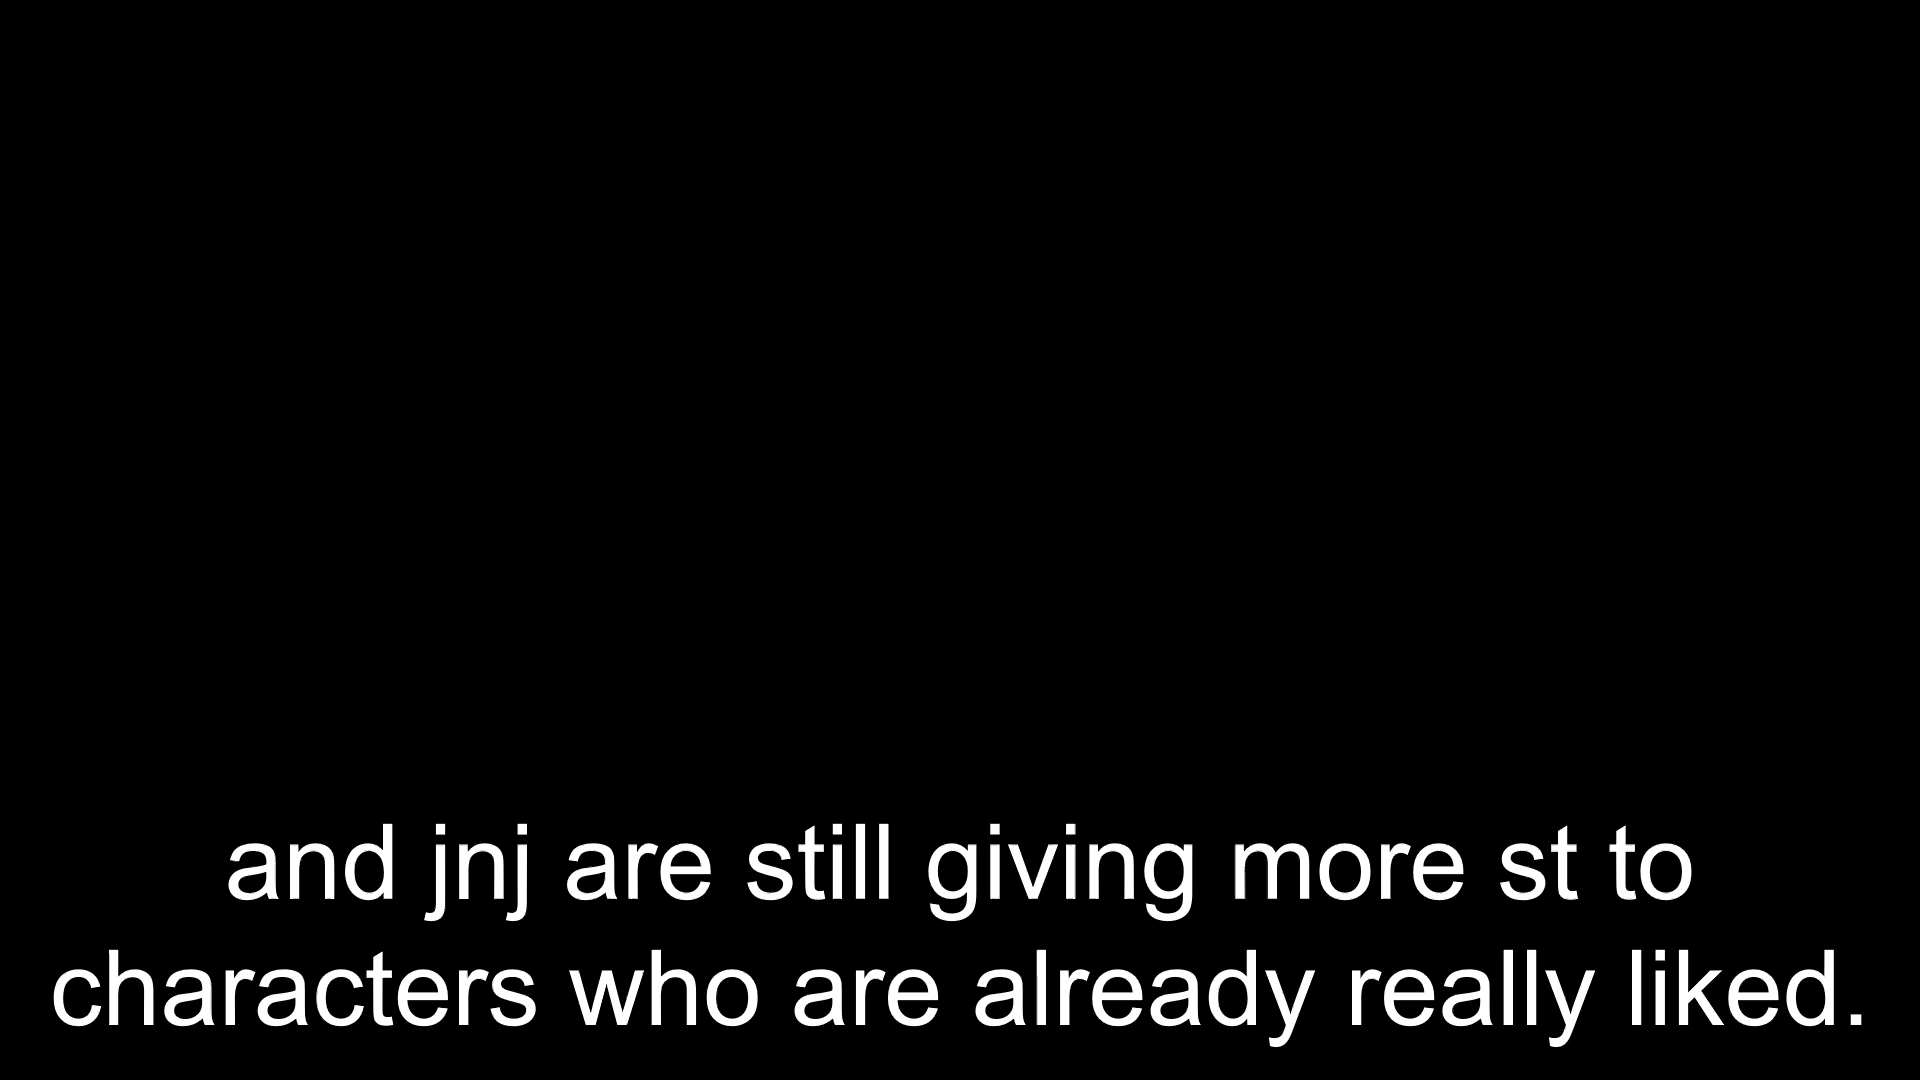 and jnj are still giving more st to
characters who are already really liked.